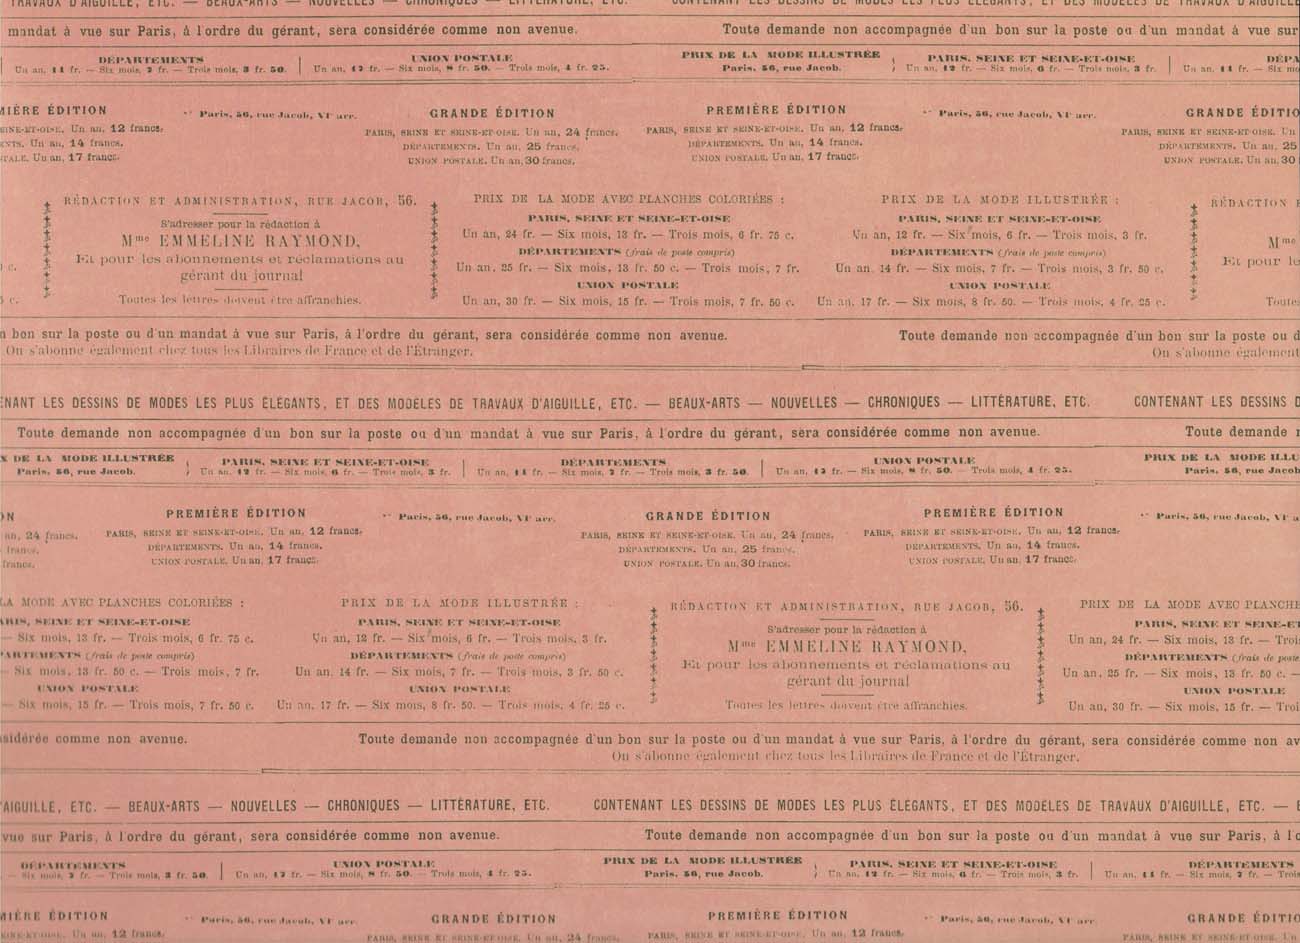 TRAVAUX D'AIGUILLE, ETC. — BEAUX-ARTS — NOUVELLES — CHRONIQUES — LITTÉRATURE, ETC. CONTENANT LES DESSINS DE MODES LES PLUS ÉLÉGANTS, ET DES MODÈLES DE TRAVAUX D'AIGUILLE
mandat à vue sur Paris, à l'ordre du gérant, sera considérée comme non avenue. Toute demande non accompagnée d'un bon sur la poste ou d'un mandat à vue sur
DÉPARTEMENTS UNION POSTALE PRIX DE LA MODE ILLUSTRÉE PARIS, SEINE ET SEINE-ET-OISE
Un an, 14 fr. — Six mois, 7 fr. — Trois mois, 3 fr. 50. Un an, 17 fr. — Six mois, 8 fr. 50. — Trois mois, 4 fr. 25. Paris, 56, rue Jacob. Un an, 12 fr. — Six mois, 6 fr. — Trois mois, 3 fr. Un an, 14 fr. — Six
ÉDITION Paris, 56, rue Jacob, VIe arr. GRANDE ÉDITION PREMIÈRE ÉDITION Paris, 56, rue Jacob, VIe arr. GRANDE
SEINE-ET-OISE. Un an, 12 francs. PARIS, SEINE ET SEINE-ET-OISE. Un an, 24 francs. PARIS, SEINE ET SEINE-ET-OISE. Un an, 12 francs. PARIS, SEINE ET SEINE-ET-OISE. Un
Un an, 14 francs. DÉPARTEMENTS. Un an, 25 francs. DÉPARTEMENTS. Un an, 14 francs. DÉPARTEMENTS. Un an, 25
Un an, 17 francs. UNION POSTALE. Un an, 30 francs. UNION POSTALE. Un an, 17 francs. UNION POSTALE. Un an, 30
RÉDACTION ET ADMINISTRATION, RUE JACOB, 56.
S'adresser pour la rédaction à
Mme EMMELINE RAYMOND,
Et pour les abonnements et réclamations au
gérant du journal
Toutes les lettres doivent être affranchies.
PRIX DE LA MODE AVEC PLANCHES COLORIÉES :
PARIS, SEINE ET SEINE-ET-OISE
Un an, 24 fr. — Six mois, 13 fr. — Trois mois, 6 fr. 75 c.
DÉPARTEMENTS (frais de poste compris)
Un an, 25 fr. — Six mois, 13 fr. 50 c. — Trois mois, 7 fr.
UNION POSTALE
Un an, 30 fr. — Six mois, 15 fr. — Trois mois, 7 fr. 50 c.
PRIX DE LA MODE ILLUSTRÉE :
PARIS, SEINE ET SEINE-ET-OISE
Un an, 12 fr. — Six mois, 6 fr. — Trois mois, 3 fr.
DÉPARTEMENTS (frais de poste compris)
Un an, 14 fr. — Six mois, 7 fr. — Trois mois, 3 fr. 50 c.
UNION POSTALE
Un an, 17 fr. — Six mois, 8 fr. 50. — Trois mois, 4 fr. 25 c.
RÉDACTION
Mme
Et pour les
Toutes
bon sur la poste ou d'un mandat à vue sur Paris, à l'ordre du gérant, sera considérée comme non avenue. Toute demande non accompagnée d'un bon sur la poste ou
On s'abonne également chez tous les Libraires de France et de l'Étranger. On s'abonne également
LES DESSINS DE MODES LES PLUS ÉLÉGANTS, ET DES MODÈLES DE TRAVAUX D'AIGUILLE, ETC. — BEAUX-ARTS — NOUVELLES — CHRONIQUES — LITTÉRATURE, ETC. CONTENANT LES DESSINS
Toute demande non accompagnée d'un bon sur la poste ou d'un mandat à vue sur Paris, à l'ordre du gérant, sera considérée comme non avenue. Toute demande
DE LA MODE ILLUSTRÉE PARIS, SEINE ET SEINE-ET-OISE DÉPARTEMENTS UNION POSTALE PRIX DE LA MODE
Paris, 56, rue Jacob. Un an, 12 fr. — Six mois, 6 fr. — Trois mois, 3 fr. Un an, 14 fr. — Six mois, 7 fr. — Trois mois, 3 fr. 50. Un an, 17 fr. — Six mois, 8 fr. 50. — Trois mois, 4 fr. 25. Paris, 56, rue Jacob
PREMIÈRE ÉDITION Paris, 56, rue Jacob, VIe arr. GRANDE ÉDITION PREMIÈRE ÉDITION Paris, 56, rue Jacob, VIe
an, 24 francs. PARIS, SEINE ET SEINE-ET-OISE. Un an, 12 francs. PARIS, SEINE ET SEINE-ET-OISE. Un an, 24 francs. PARIS, SEINE ET SEINE-ET-OISE. Un an, 12 francs.
francs. DÉPARTEMENTS. Un an, 14 francs. DÉPARTEMENTS. Un an, 25 francs. DÉPARTEMENTS. Un an, 14 francs.
francs. UNION POSTALE. Un an, 17 francs. UNION POSTALE. Un an, 30 francs. UNION POSTALE. Un an, 17 francs.
LA MODE AVEC PLANCHES COLORIÉES :
SEINE ET SEINE-ET-OISE
— Six mois, 13 fr. — Trois mois, 6 fr. 75 c.
(frais de poste compris)
— Six mois, 13 fr. 50 c. — Trois mois, 7 fr.
UNION POSTALE
— Six mois, 15 fr. — Trois mois, 7 fr. 50 c.
PRIX DE LA MODE ILLUSTRÉE :
PARIS, SEINE ET SEINE-ET-OISE
Un an, 12 fr. — Six mois, 6 fr. — Trois mois, 3 fr.
DÉPARTEMENTS (frais de poste compris)
Un an, 14 fr. — Six mois, 7 fr. — Trois mois, 3 fr. 50 c.
UNION POSTALE
Un an, 17 fr. — Six mois, 8 fr. 50. — Trois mois, 4 fr. 25 c.
RÉDACTION ET ADMINISTRATION, RUE JACOB, 56.
S'adresser pour la rédaction à
Mme EMMELINE RAYMOND,
Et pour les abonnements et réclamations au
gérant du journal
Toutes les lettres doivent être affranchies.
PRIX DE LA MODE AVEC
PARIS, SEINE ET
Un an, 24 fr. — Six mois, 13 fr. —
DÉPARTEMENTS (frais de poste
Un an, 25 fr. — Six mois, 13 fr. 50 c. —
UNION POSTALE
Un an, 30 fr. — Six mois, 15 fr. —
considérée comme non avenue. Toute demande non accompagnée d'un bon sur la poste ou d'un mandat à vue sur Paris, à l'ordre du gérant, sera considérée comme non
On s'abonne également chez tous les Libraires de France et de l'Étranger.
D'AIGUILLE, ETC. — BEAUX-ARTS — NOUVELLES — CHRONIQUES — LITTÉRATURE, ETC. CONTENANT LES DESSINS DE MODES LES PLUS ÉLÉGANTS, ET DES MODÈLES DE TRAVAUX D'AIGUILLE, ETC. —
vue sur Paris, à l'ordre du gérant, sera considérée comme non avenue. Toute demande non accompagnée d'un bon sur la poste ou d'un mandat à vue sur Paris, à
DÉPARTEMENTS UNION POSTALE PRIX DE LA MODE ILLUSTRÉE PARIS, SEINE ET SEINE-ET-OISE DÉPARTEMENTS
— Six mois, 7 fr. — Trois mois, 3 fr. 50. Un an, 17 fr. — Six mois, 8 fr. 50. — Trois mois, 4 fr. 25. Paris, 56, rue Jacob. Un an, 12 fr. — Six mois, 6 fr. — Trois mois, 3 fr. Un an, 14 fr. — Six mois, 7 fr. — Trois
ÉDITION Paris, 56, rue Jacob, VIe arr. GRANDE ÉDITION PREMIÈRE ÉDITION Paris, 56, rue Jacob, VIe arr. GRANDE
Un an, 12 francs. PARIS, SEINE ET SEINE-ET-OISE. Un an, 24 francs. PARIS, SEINE ET SEINE-ET-OISE. Un an, 12 francs. PARIS, SEINE ET SEINE-ET-OISE. Un